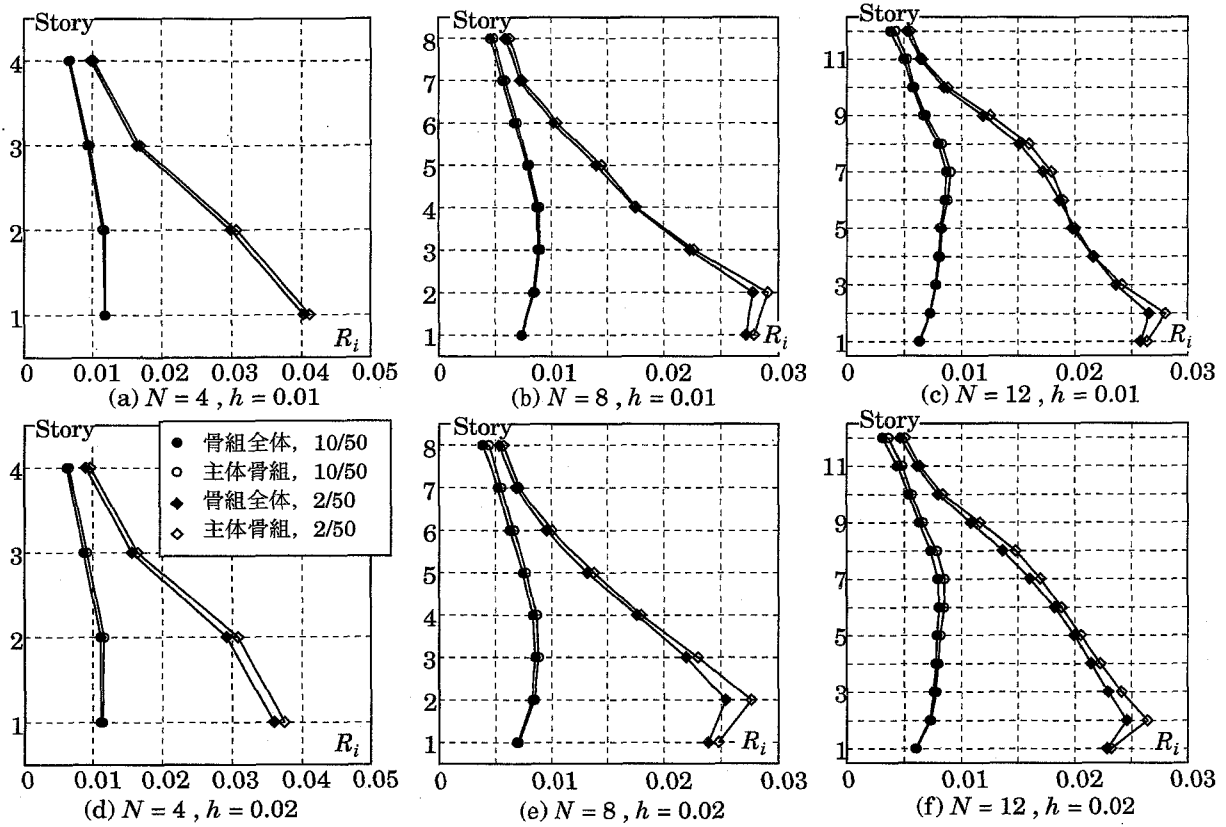 Story
4
3
2
1
R_i
0 0.01 0.02 0.03 0.04 0.05
(a) N = 4 , h = 0.01
Story
8
7
6
5
4
3
2
1
R_i
0 0.01 0.02 0.03
(b) N = 8 , h = 0.01
Story
11
9
7
5
3
1
R_i
0 0.01 0.02 0.03
(c) N = 12 , h = 0.01
Story
● 骨組全体, 10/50
○ 主体骨組, 10/50
◆ 骨組全体, 2/50
◇ 主体骨組, 2/50
4
3
2
1
R_i
0 0.01 0.02 0.03 0.04 0.05
(d) N = 4 , h = 0.02
Story
8
7
6
5
4
3
2
1
R_i
0 0.01 0.02 0.03
(e) N = 8 , h = 0.02
Story
11
9
7
5
3
1
R_i
0 0.01 0.02 0.03
(f) N = 12 , h = 0.02